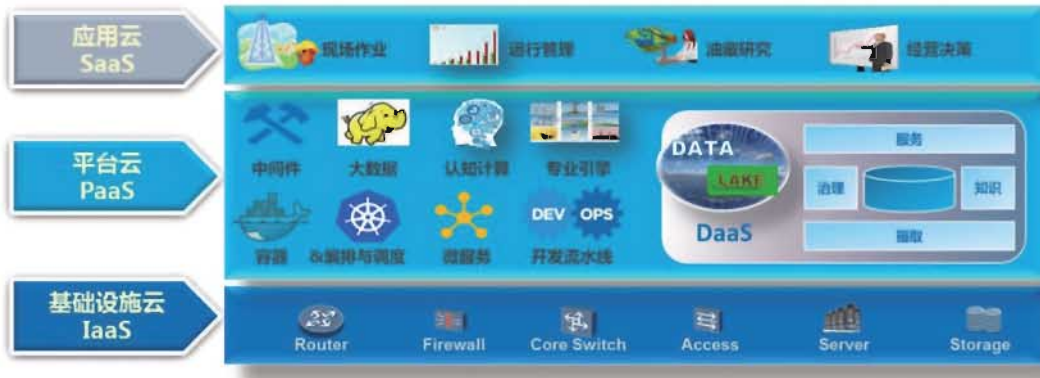 应用云
SaaS
现场作业
运行管理
油藏研究
经营决策
平台云
PaaS
中间件
大数据
认知计算
专业引擎
容器
&编排与调度
微服务
DEV OPS
开发流水线
DATA
LAKE
DaaS
服务
治理
知识
基础设施云
IaaS
Router
Firewall
Core Switch
Access
Server
Storage